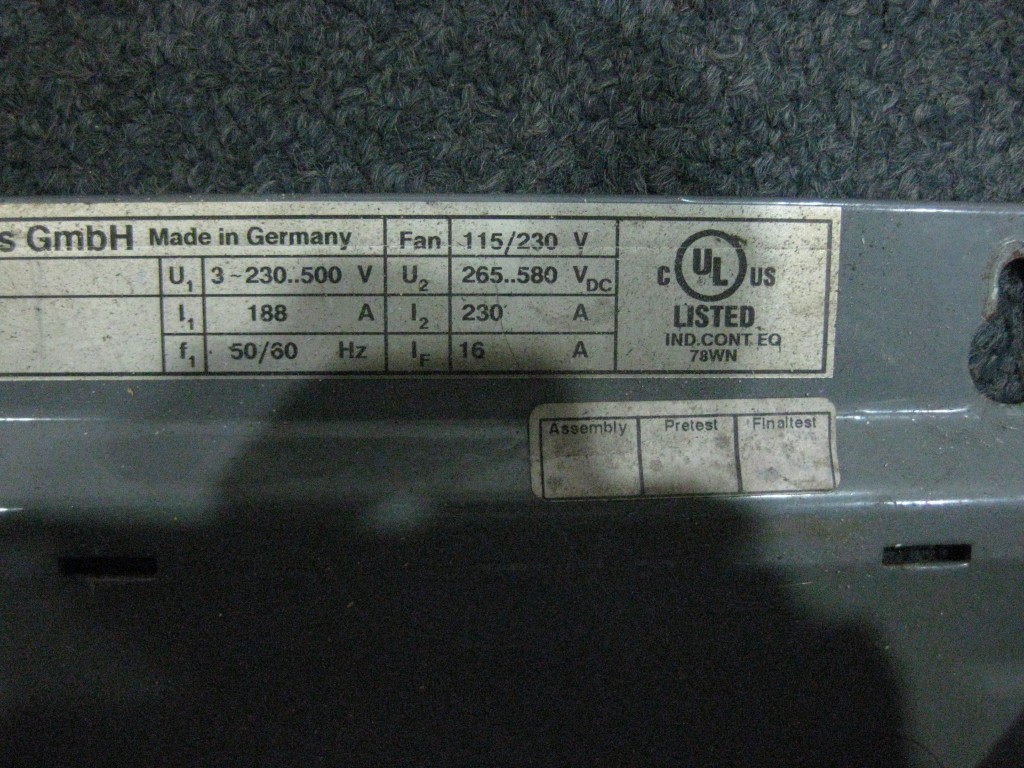 s GmbH Made in Germany Fan 115/230 V
U1 3~230..500 V U2 265..580 VDC
I1 188 A I2 230 A
f1 50/60 Hz IF 16 A
C UL US
LISTED
IND.CONT.EQ
78WN
Assembly Pretest Finaltest